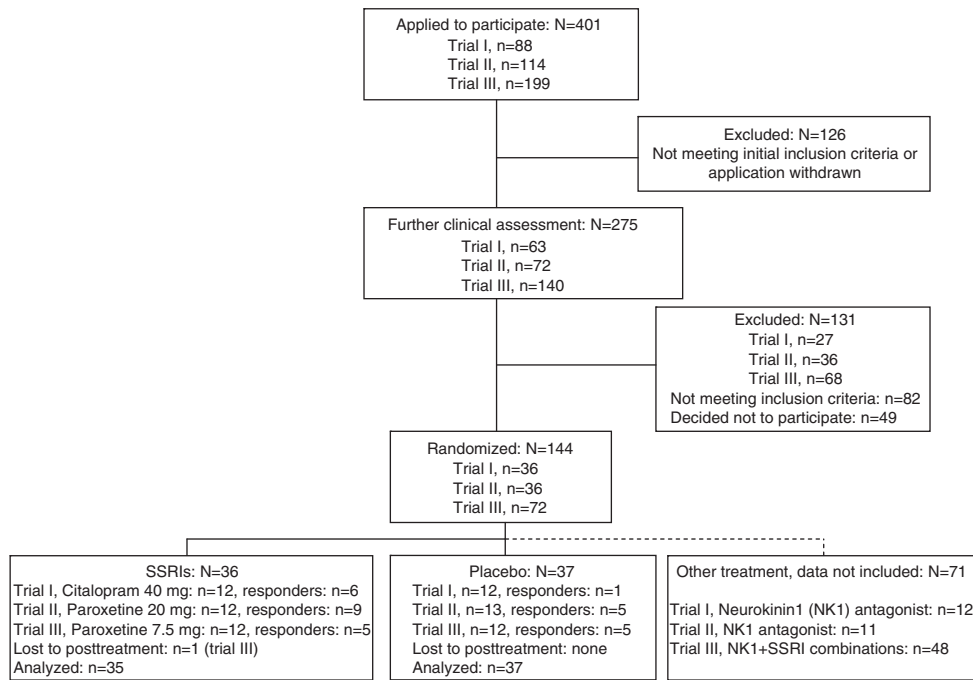 Applied to participate: N=401
Trial I, n=88
Trial II, n=114
Trial III, n=199
Excluded: N=126
Not meeting initial inclusion criteria or
application withdrawn
Further clinical assessment: N=275
Trial I, n=63
Trial II, n=72
Trial III, n=140
Excluded: N=131
Trial I, n=27
Trial II, n=36
Trial III, n=68
Not meeting inclusion criteria: n=82
Decided not to participate: n=49
Randomized: N=144
Trial I, n=36
Trial II, n=36
Trial III, n=72
SSRIs: N=36
Trial I, Citalopram 40 mg: n=12, responders: n=6
Trial II, Paroxetine 20 mg: n=12, responders: n=9
Trial III, Paroxetine 7.5 mg: n=12, responders: n=5
Lost to posttreatment: n=1 (trial III)
Analyzed: n=35
Placebo: N=37
Trial I, n=12, responders: n=1
Trial II, n=13, responders: n=5
Trial III, n=12, responders: n=5
Lost to posttreatment: none
Analyzed: n=37
Other treatment, data not included: N=71
Trial I, Neurokinin1 (NK1) antagonist: n=12
Trial II, NK1 antagonist: n=11
Trial III, NK1+SSRI combinations: n=48